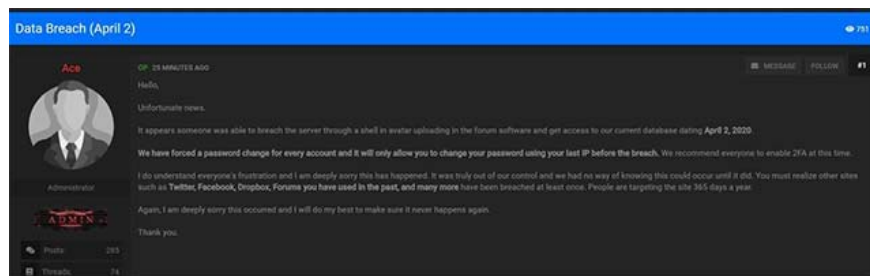 Data Breach (April 2)
751
Ace
OP 25 MINUTES AGO
MESSAGE FOLLOW #1
Hello,
Unfortunate news.
It appears someone was able to breach the server through a shell in avatar uploading in the forum software and get access to our current database dating April 2, 2020.
We have forced a password change for every account and it will only allow you to change your password using your last IP before the breach. We recommend everyone to enable 2FA at this time.
I do understand everyone's frustration and I am deeply sorry this has happened. It was truly out of our control and we had no way of knowing this could occur until it did. You must realize other sites
such as Twitter, Facebook, Dropbox, Forums you have used in the past, and many more have been breached at least once. People are targeting the site 365 days a year.
Administrator
Again, I am deeply sorry this occurred and I will do my best to make sure it never happens again.
ADMIN
Thank you.
Posts: 285
Threads: 74